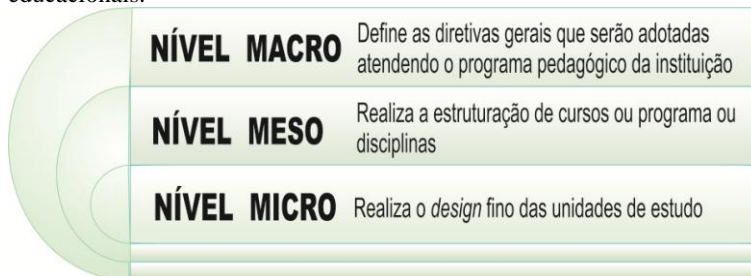 educacionais.
NÍVEL MACRO Define as diretivas gerais que serão adotadas
atendendo o programa pedagógico da instituição
NÍVEL MESO Realiza a estruturação de cursos ou programa ou
disciplinas
NÍVEL MICRO Realiza o design fino das unidades de estudo